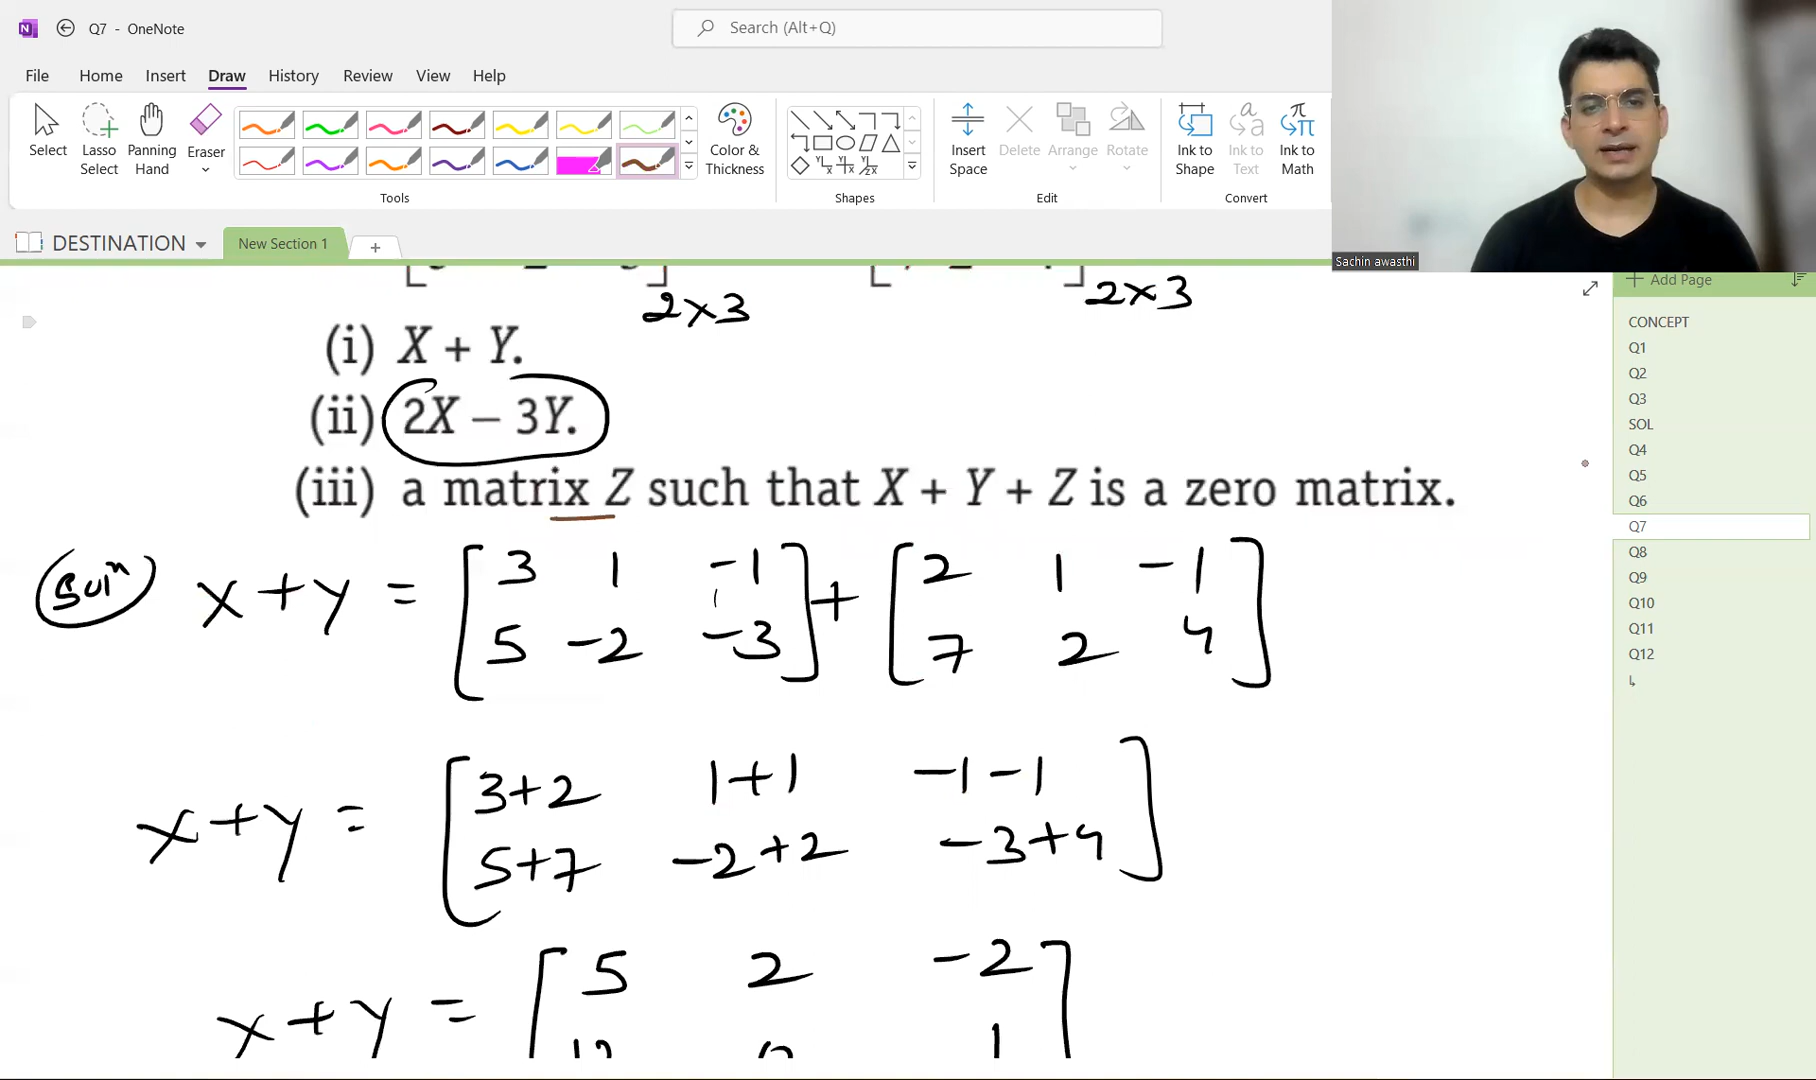 Q7 - OneNote
Search (Alt+Q)
File Home Insert Draw History Review View Help
Select
Lasso Select
Panning Hand
Eraser
Color & Thickness
Insert Space
Delete
Arrange
Rotate
Ink to Shape
Ink to Text
Ink to Math
Tools
Shapes
Edit
Convert
DESTINATION
New Section 1
+
Sachin awasthi
Add Page
CONCEPT
Q1
Q2
Q3
SOL
Q4
Q5
Q6
Q7
Q8
Q9
Q10
Q11
Q12
2×3 2×3
(i) X + Y.
(ii) 2X – 3Y.
(iii) a matrix Z such that X + Y + Z is a zero matrix.
Solⁿ x+y = [ 3 1 -1 ] + [ 2 1 -1 ]
5 -2 -3 7 2 4
x+y = [ 3+2 1+1 -1-1 ]
5+7 -2+2 -3+4
x+y = [ 5 2 -2 ]